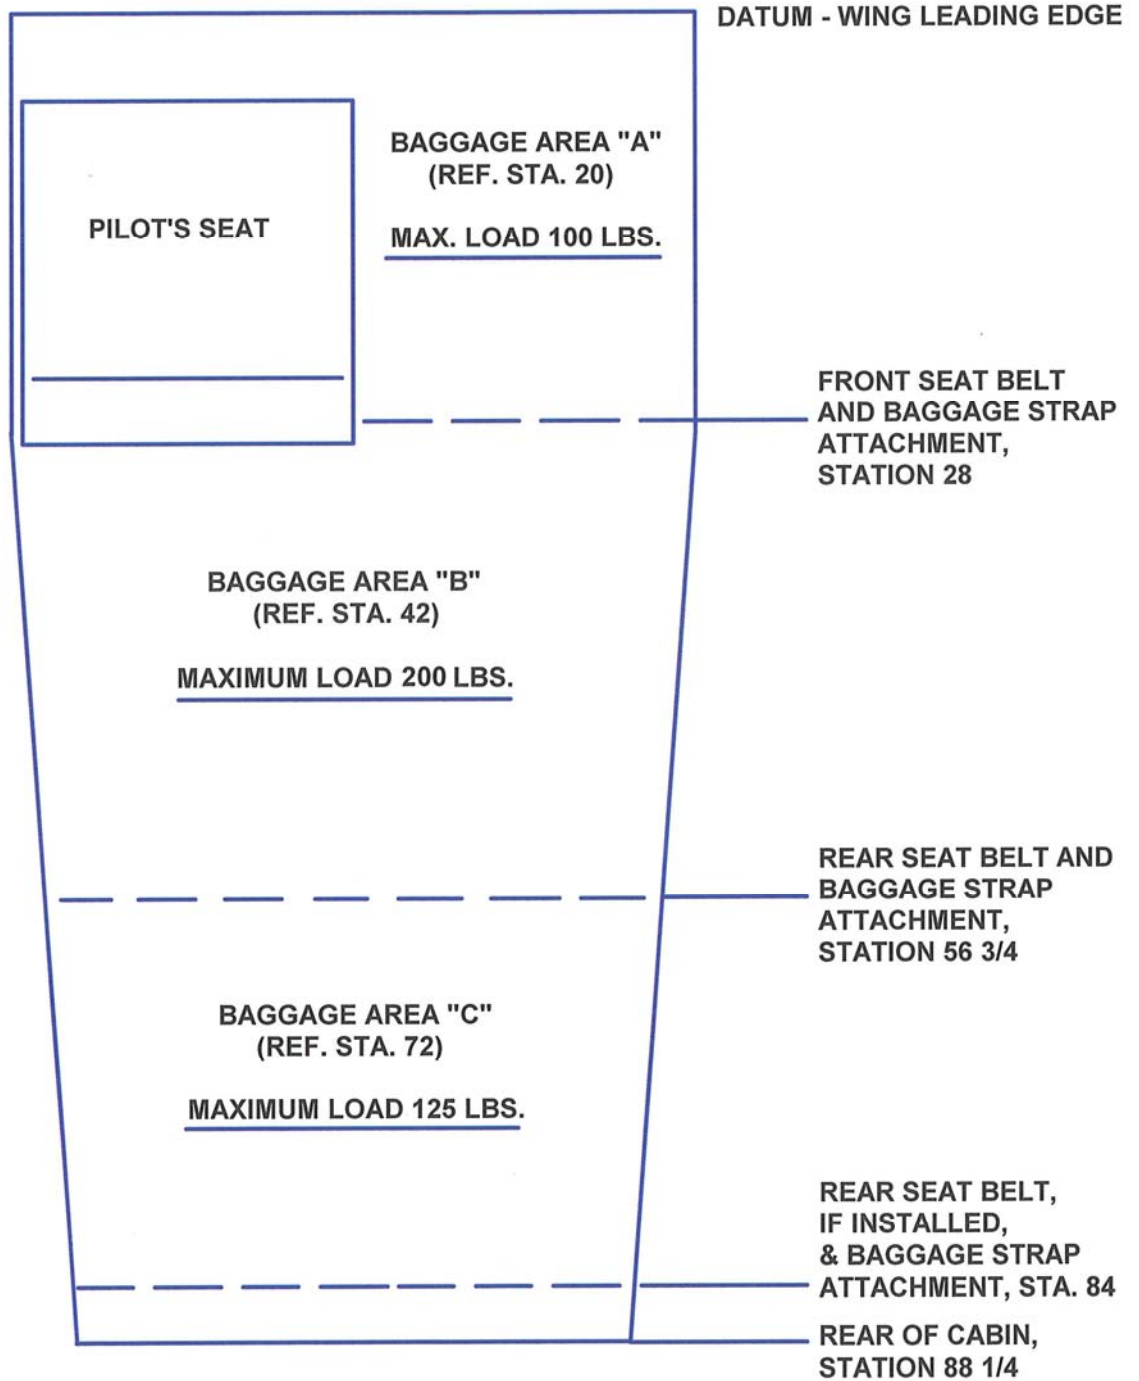 DATUM - WING LEADING EDGE
BAGGAGE AREA "A"
(REF. STA. 20)
PILOT'S SEAT
MAX. LOAD 100 LBS.
FRONT SEAT BELT
AND BAGGAGE STRAP
ATTACHMENT,
STATION 28
BAGGAGE AREA "B"
(REF. STA. 42)
MAXIMUM LOAD 200 LBS.
REAR SEAT BELT AND
BAGGAGE STRAP
ATTACHMENT,
STATION 56 3/4
BAGGAGE AREA "C"
(REF. STA. 72)
MAXIMUM LOAD 125 LBS.
REAR SEAT BELT,
IF INSTALLED,
& BAGGAGE STRAP
ATTACHMENT, STA. 84
REAR OF CABIN,
STATION 88 1/4